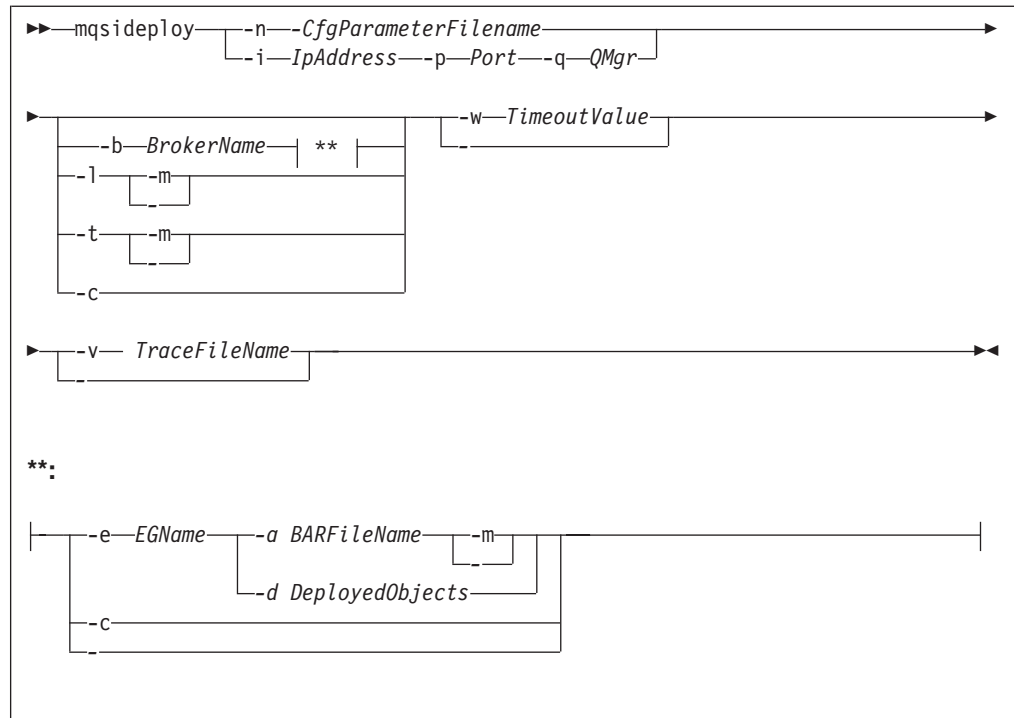 mqsideploy -n -CfgParameterFilename
-i IpAddress -p Port -q QMgr
-b BrokerName ** -w TimeoutValue
-
-l -m
-
-t -m
-
-c
-v TraceFileName
-
**:
-e EGName -a BARFileName -m
-
-d DeployedObjects
-c
-